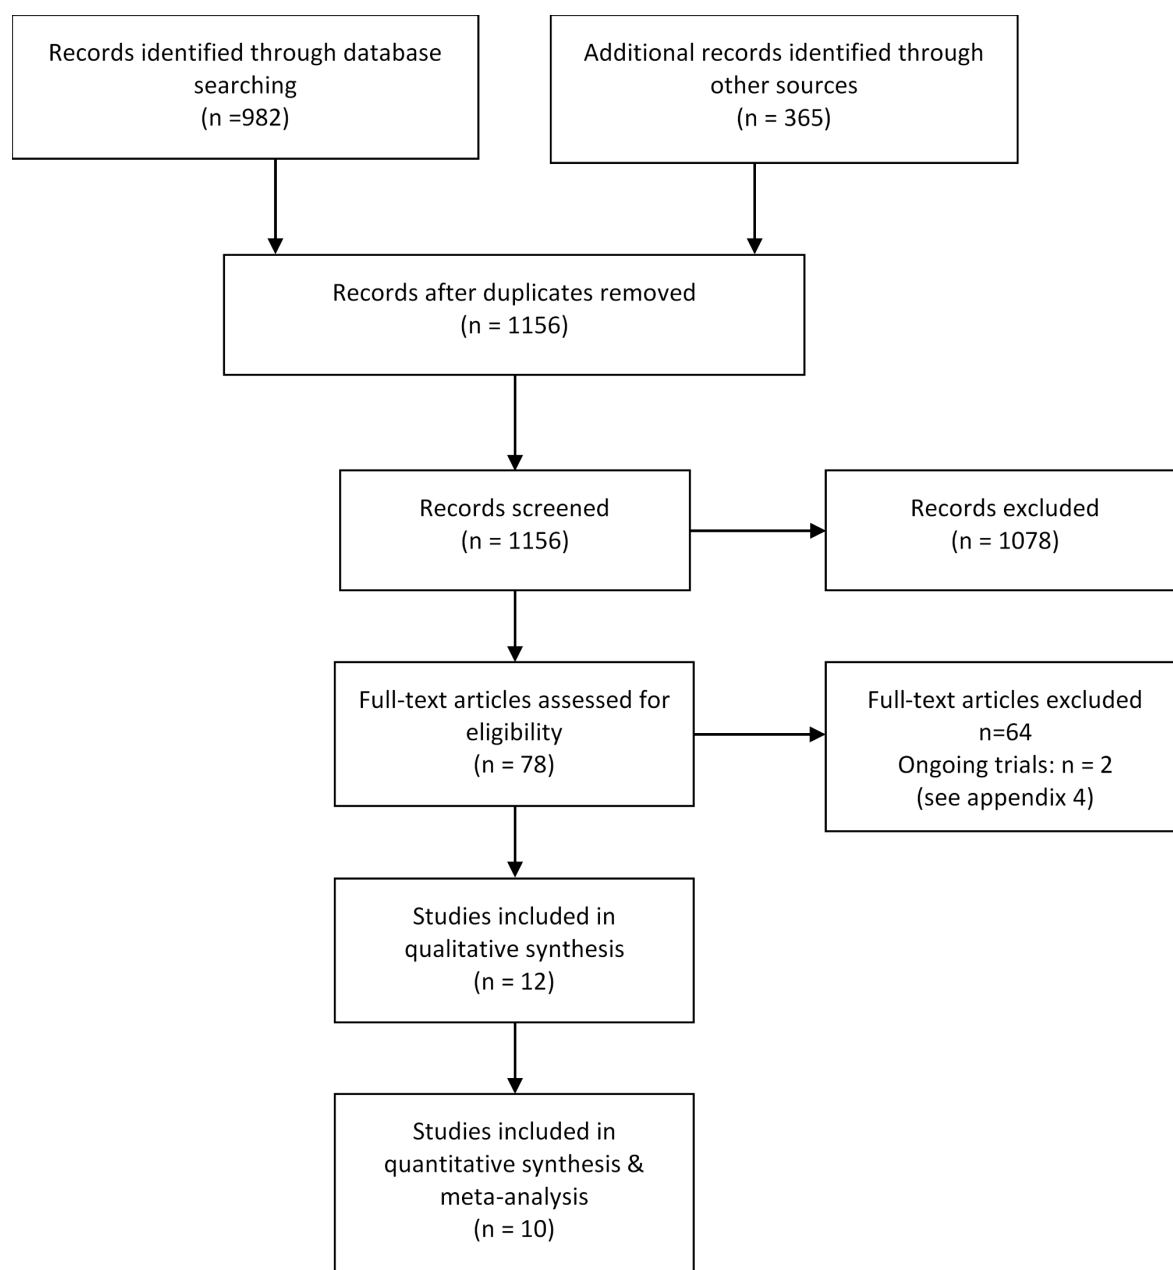 Records identified through database
searching
(n =982)
Additional records identified through
other sources
(n = 365)
Records after duplicates removed
(n = 1156)
Records screened
(n = 1156)
Records excluded
(n = 1078)
Full-text articles assessed for
eligibility
(n = 78)
Full-text articles excluded
n=64
Ongoing trials: n = 2
(see appendix 4)
Studies included in
qualitative synthesis
(n = 12)
Studies included in
quantitative synthesis &
meta-analysis
(n = 10)